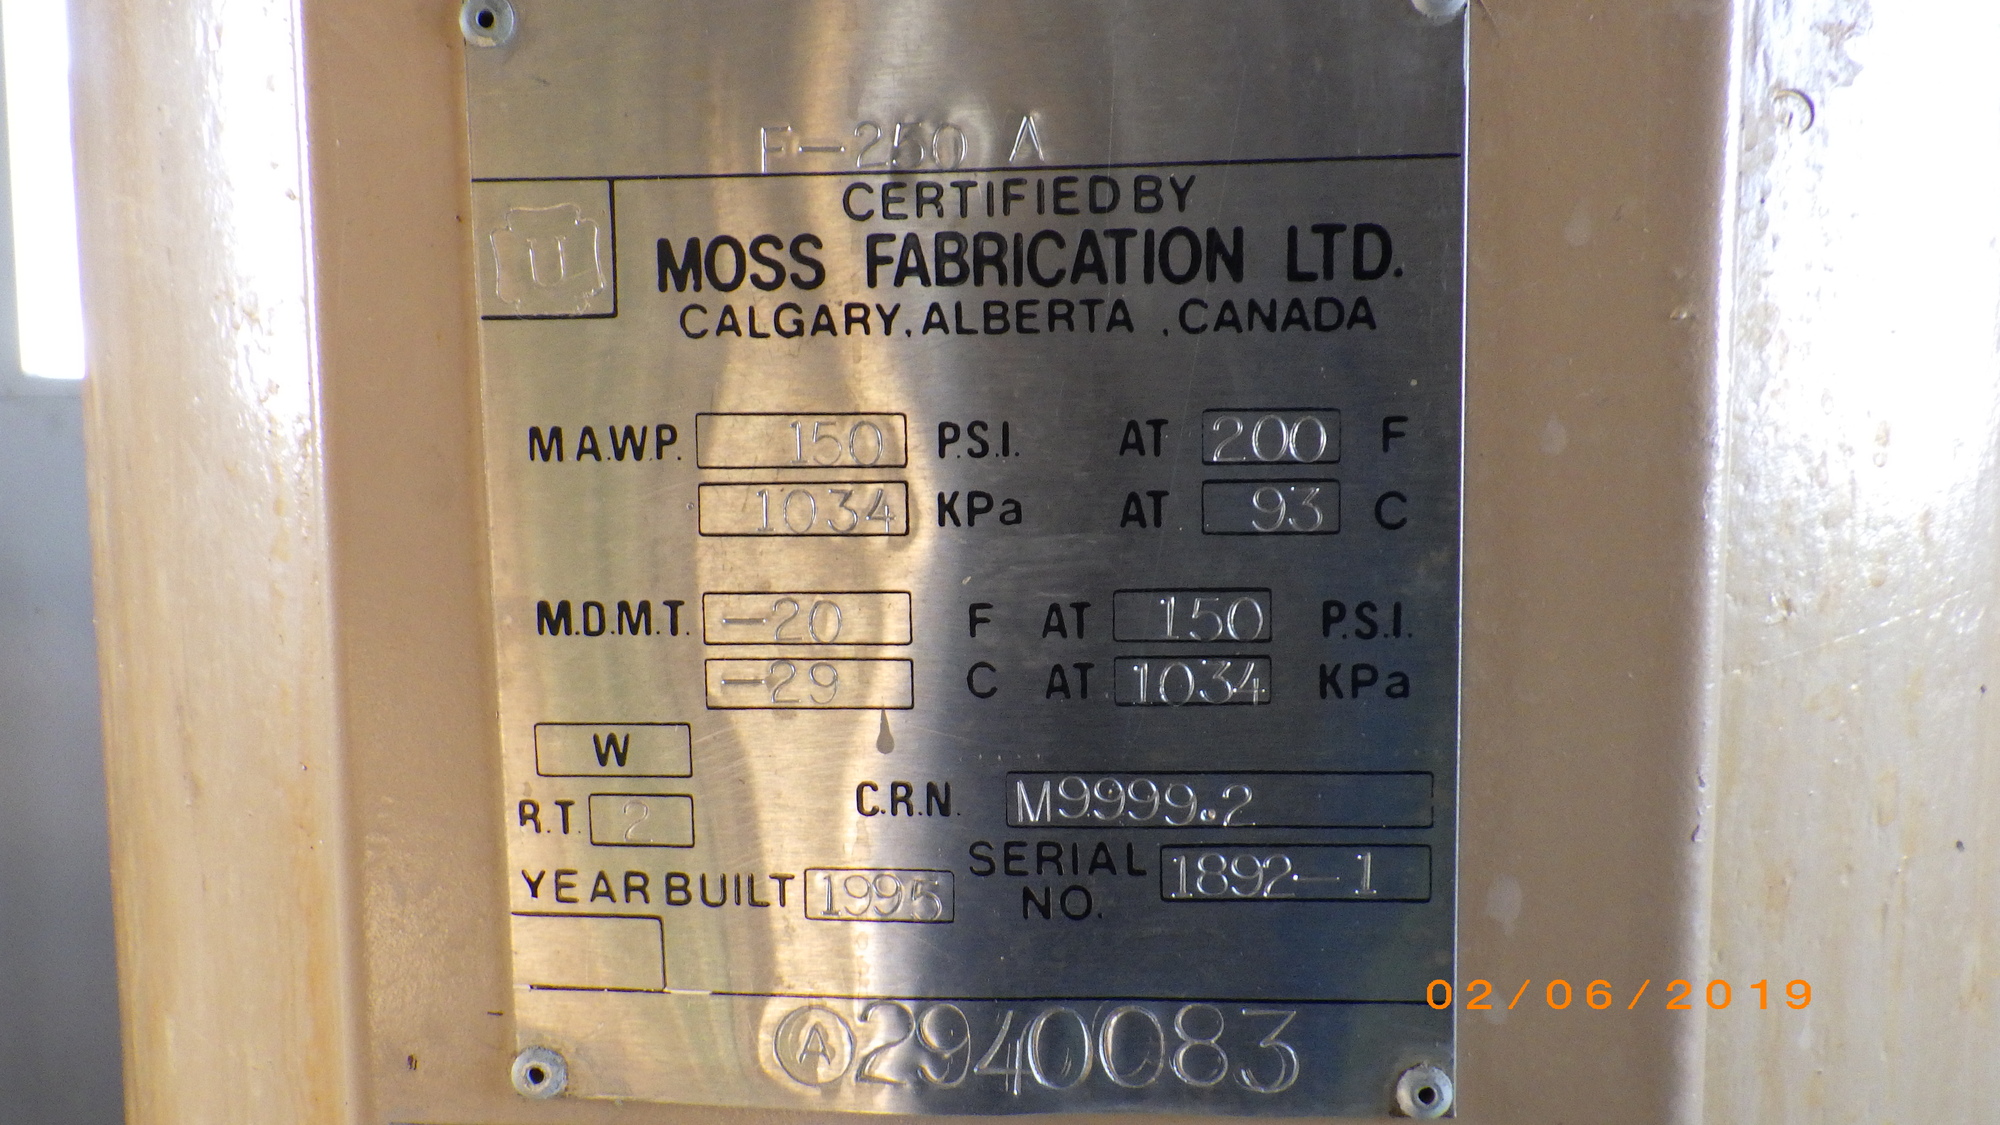 F-250 A
CERTIFIED BY
U
MOSS FABRICATION LTD.
CALGARY, ALBERTA , CANADA
M.A.W.P. 150 P.S.I. AT 200 F
1034 KPa AT 93 C
M.D.M.T. -20 F AT 150 P.S.I.
-29 C AT 1034 KPa
W
R.T. 2
C.R.N. M9999.2
YEAR BUILT 1995
SERIAL NO. 1892-1
A 2940083
02/06/2019